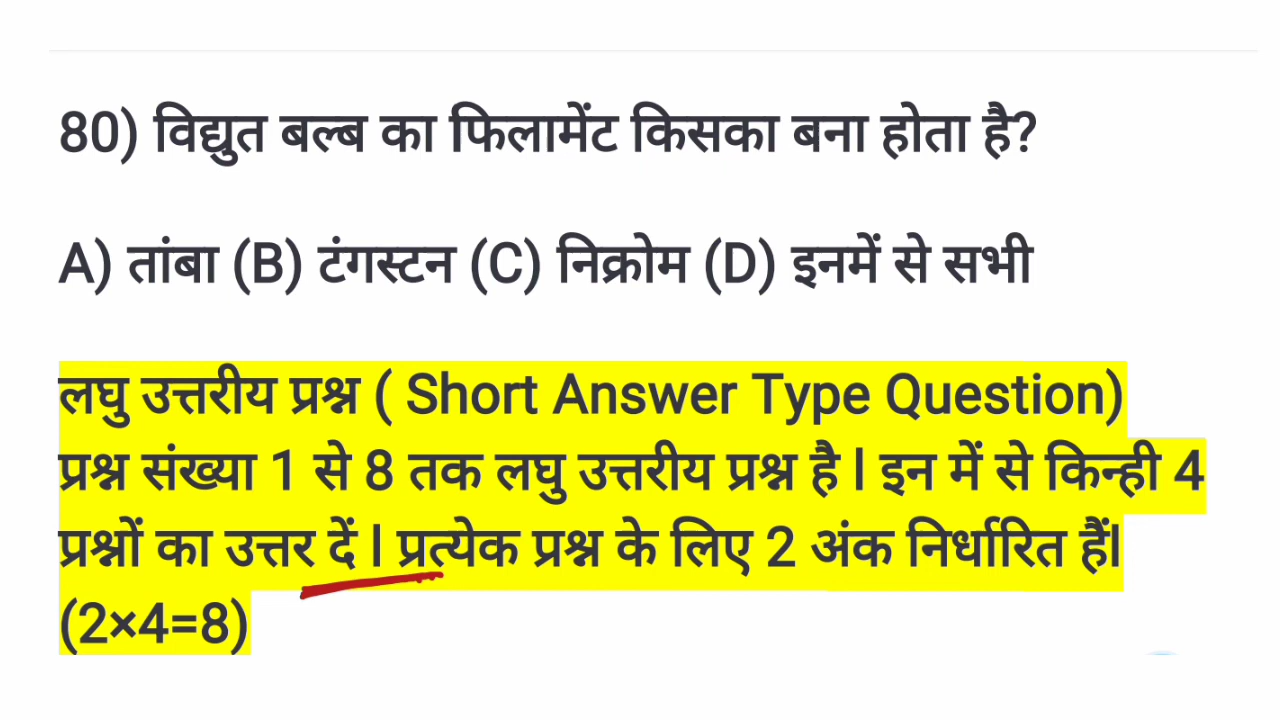 80) विद्युत बल्ब का फिलामेंट किसका बना होता है?
A) तांबा (B) टंगस्टन (C) निक्रोम (D) इनमें से सभी
लघु उत्तरीय प्रश्न ( Short Answer Type Question)
प्रश्न संख्या 1 से 8 तक लघु उत्तरीय प्रश्न है l इन में से किन्ही 4
प्रश्नों का उत्तर दें l प्रत्येक प्रश्न के लिए 2 अंक निर्धारित हैंl
(2×4=8)